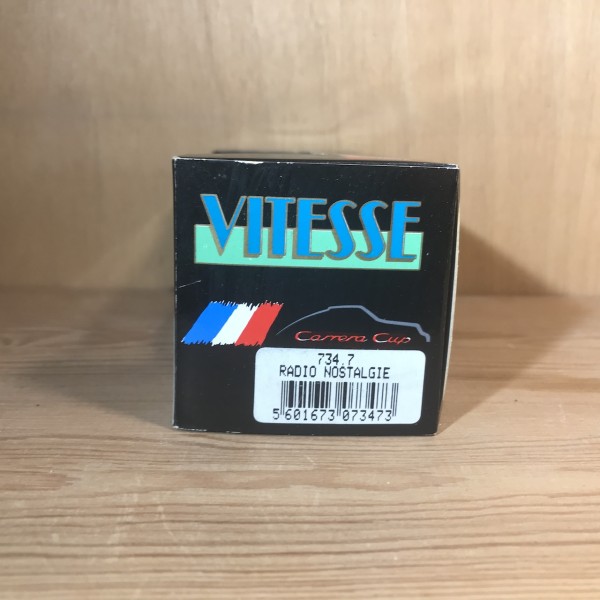 VITESSE
Carrera Cup
734.7
RADIO NOSTALGIE
5 601673 073473